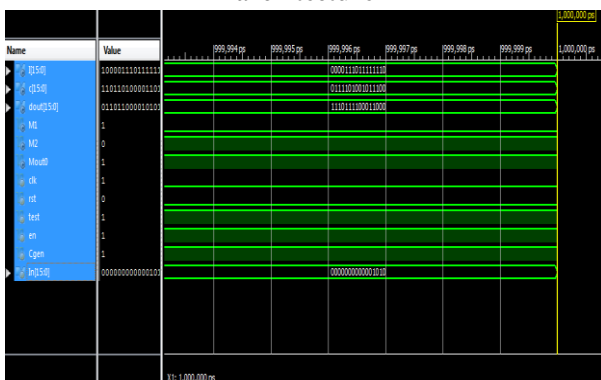 1,000,000 ps
Name Value 999,994 ps 999,995 ps 999,996 ps 999,997 ps 999,998 ps 999,999 ps 1,000,000 ps
I[15:0] 100001110111111 0000111011111110
c[15:0] 110110100001101 0111101001011100
dout[15:0] 011011000010101 1110111100011000
M1 1
M2 0
Mout0 1
clk 1
rst 0
test 1
en 1
Cgen 1
In[15:0] 000000000000101 0000000000001010
X1: 1,000,000 ps